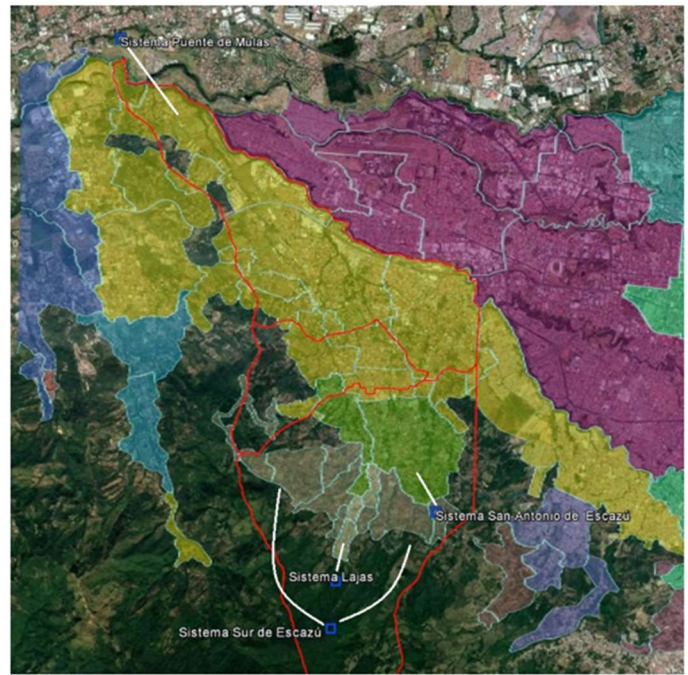 Sistema Puente de Mulas
Sistema San Antonio de Escazú
Sistema Lajas
Sistema Sur de Escazú